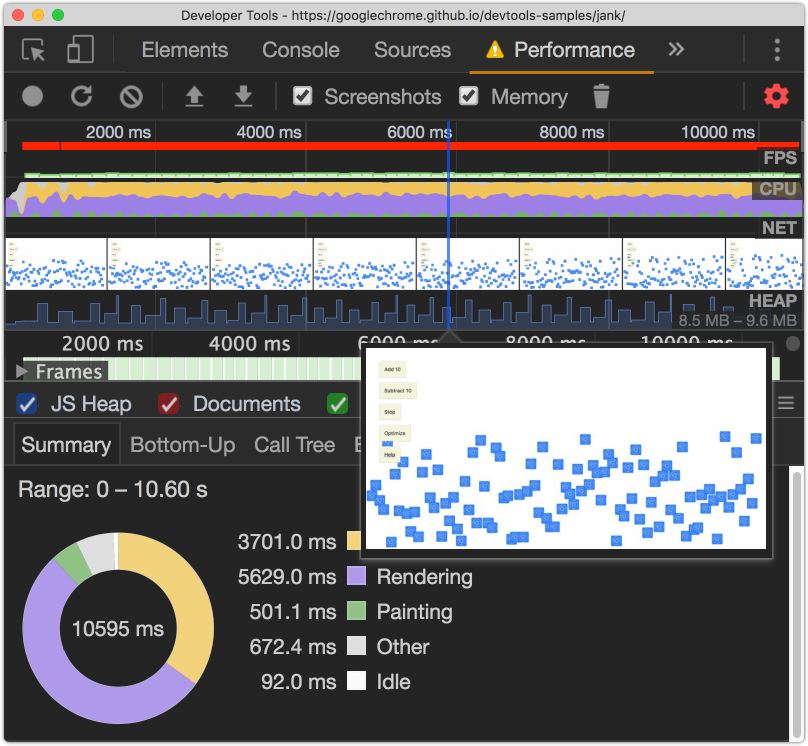 Developer Tools - https://googlechrome.github.io/devtools-samples/jank/
Elements Console Sources Performance »
Screenshots Memory
2000 ms 4000 ms 6000 ms 8000 ms 10000 ms
FPS
CPU
NET
HEAP
8.5 MB – 9.6 MB
2000 ms 4000 ms 6000 ms 8000 ms 10000 ms
Frames
Add 10
Subtract 10
Stop
Optimize
Help
JS Heap Documents
Summary Bottom-Up Call Tree
Range: 0 – 10.60 s
10595 ms
3701.0 ms
5629.0 ms Rendering
501.1 ms Painting
672.4 ms Other
92.0 ms Idle